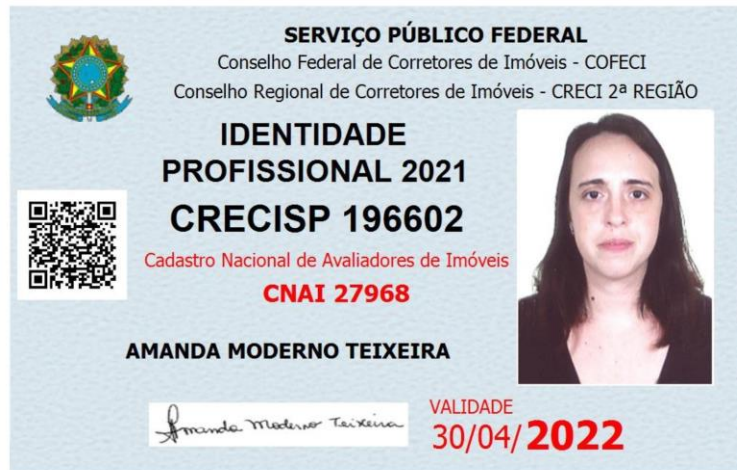 SERVIÇO PÚBLICO FEDERAL
Conselho Federal de Corretores de Imóveis - COFECI
Conselho Regional de Corretores de Imóveis - CRECI 2ª REGIÃO
IDENTIDADE
PROFISSIONAL 2021
CRECISP 196602
Cadastro Nacional de Avaliadores de Imóveis
CNAI 27968
AMANDA MODERNO TEIXEIRA
Amanda Moderno Teixeira
VALIDADE
30/04/2022